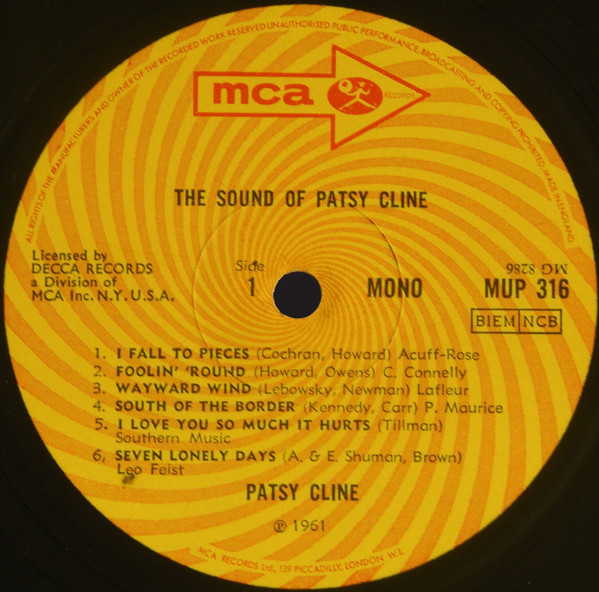 ALL RIGHTS OF THE MANUFACTURERS AND OWNER OF THE RECORDED WORK RESERVED UNAUTHORISED PUBLIC PERFORMANCE, BROADCASTING AND COPYING PROHIBITED. MADE IN ENGLAND.
mca RECORDS
THE SOUND OF PATSY CLINE
Licensed by
DECCA RECORDS
a Division of
MCA Inc. N.Y. U.S.A.
Side
1
MONO
MG 8286
MUP 316
BIEM NCB
1. I FALL TO PIECES (Cochran, Howard) Acuff-Rose
2. FOOLIN' 'ROUND (Howard, Owens) C. Connelly
3. WAYWARD WIND (Lebowsky, Newman) Lafleur
4. SOUTH OF THE BORDER (Kennedy, Carr) P. Maurice
5. I LOVE YOU SO MUCH IT HURTS (Tillman)
Southern Music
6, SEVEN LONELY DAYS (A. & E. Shuman, Brown)
Leo Feist
PATSY CLINE
℗ 1961
MCA RECORDS Ltd., 139 PICCADILLY, LONDON W.1.